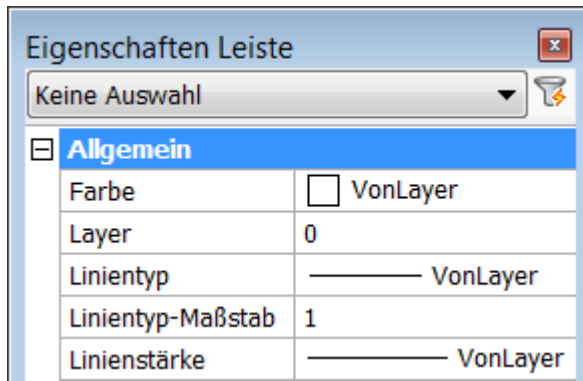 Eigenschaften Leiste
Keine Auswahl
Allgemein
Farbe VonLayer
Layer 0
Linientyp VonLayer
Linientyp-Maßstab 1
Linienstärke VonLayer